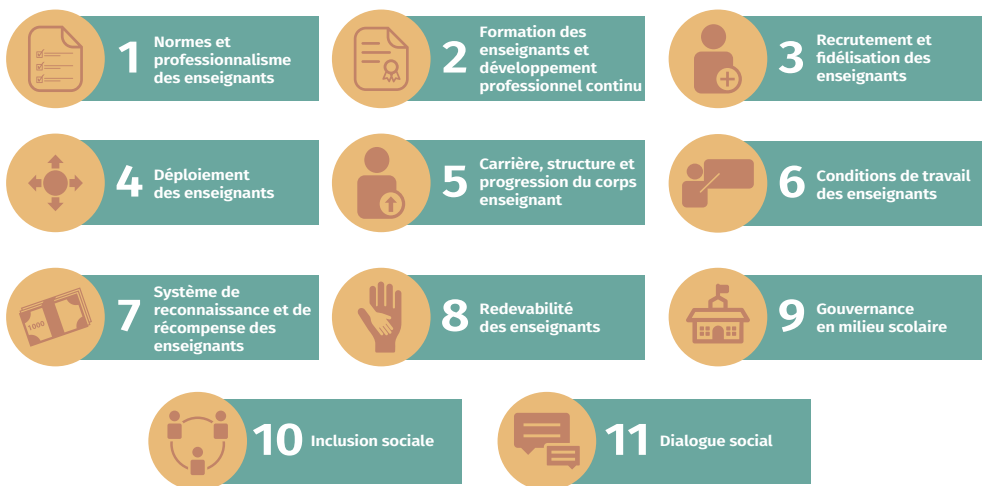 1
Normes et
professionnalisme
des enseignants
2
Formation des
enseignants et
développement
professionnel continu
3
Recrutement et
fidélisation des
enseignants
4
Déploiement
des enseignants
5
Carrière, structure et
progression du corps
enseignant
6
Conditions de travail
des enseignants
1000
7
Système de
reconnaissance et de
récompense des
enseignants
8
Redevabilité
des enseignants
9
Gouvernance
en milieu scolaire
10
Inclusion sociale
11
Dialogue social